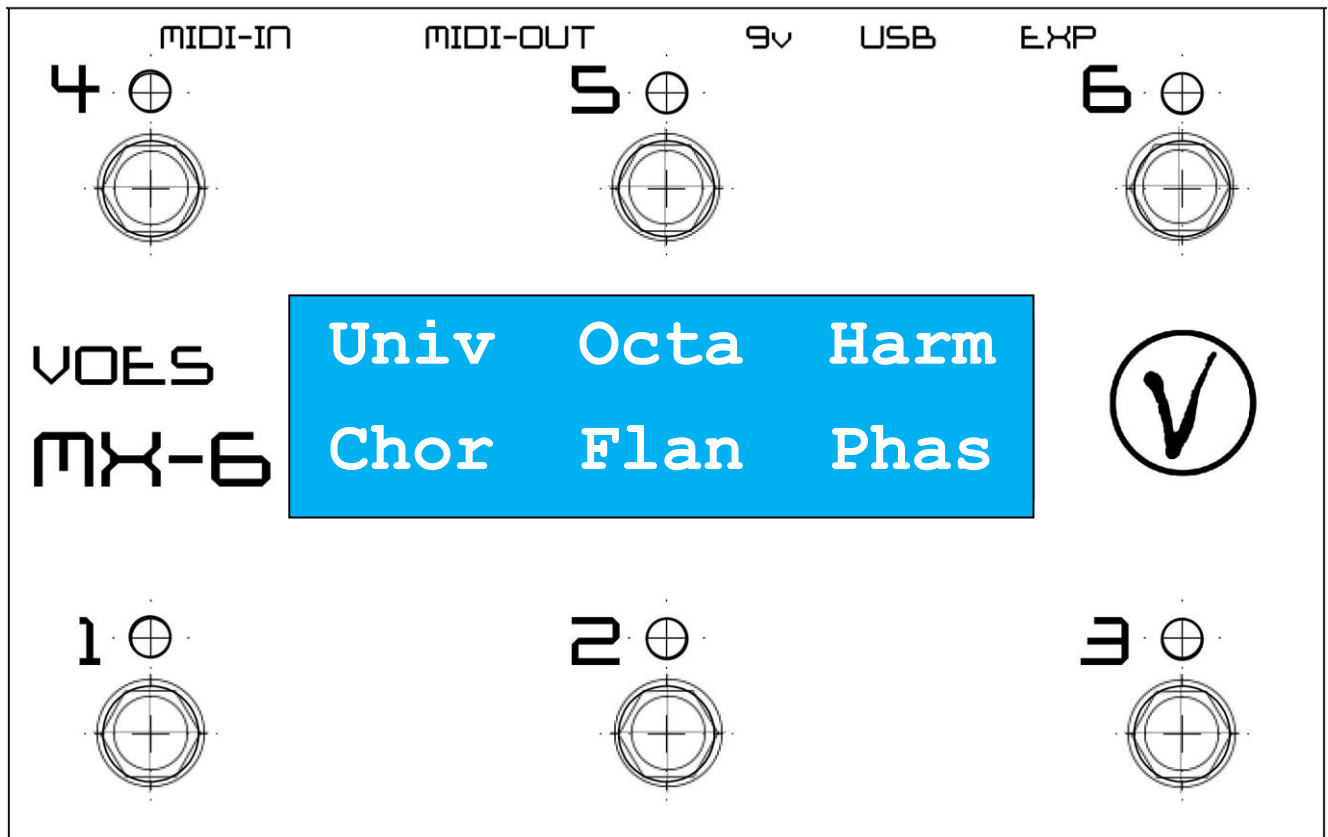 MIDI-IN MIDI-OUT 9v USB EXP
4 5 6
Univ Octa Harm
VOES
MX-6
Chor Flan Phas
V
1 2 3